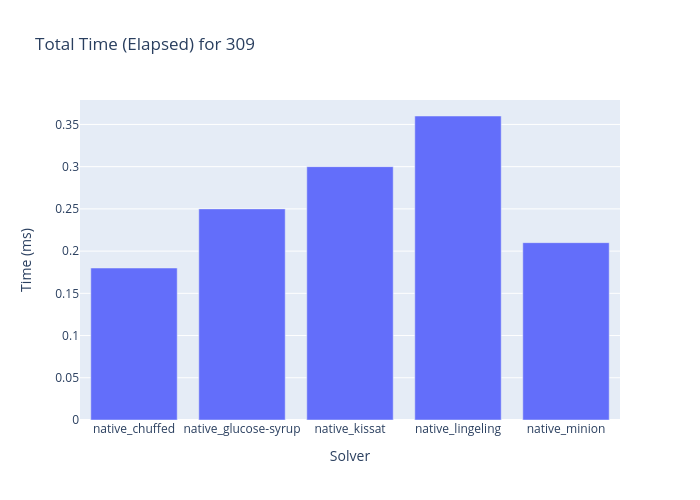 Total Time (Elapsed) for 309
Time (ms)
0.35
0.3
0.25
0.2
0.15
0.1
0.05
0
native_chuffed native_glucose-syrup native_kissat native_lingeling native_minion
Solver